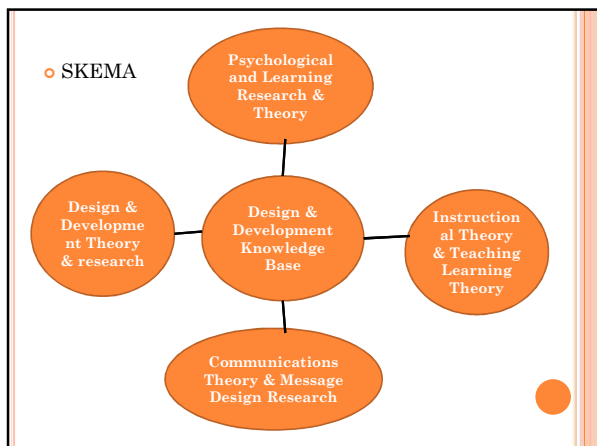 SKEMA
Psychological
and Learning
Research &
Theory
Design &
Developme
nt Theory
& research
Design &
Development
Knowledge
Base
Instruction
al Theory
& Teaching
Learning
Theory
Communications
Theory & Message
Design Research